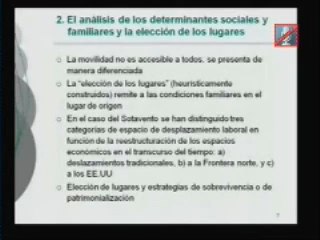 2. El análisis de los determinantes sociales y
familiares y la elección de los lugares
La movilidad no es accesible a todos, se presenta de
manera diferenciada
La "elección de los lugares" (heurísticamente
construidos) remite a las condiciones familiares en el
lugar de origen
En el caso del Sotavento se han distinguido tres
categorías de espacio de desplazamiento laboral en
función de la reestructuración de los espacios
económicos en el transcurso del tiempo: a)
deslazamientos tradicionales, b) a la Frontera norte, y c)
a los EE.UU
Elección de lugares y estrategias de sobrevivencia o de
patrimonialización
7